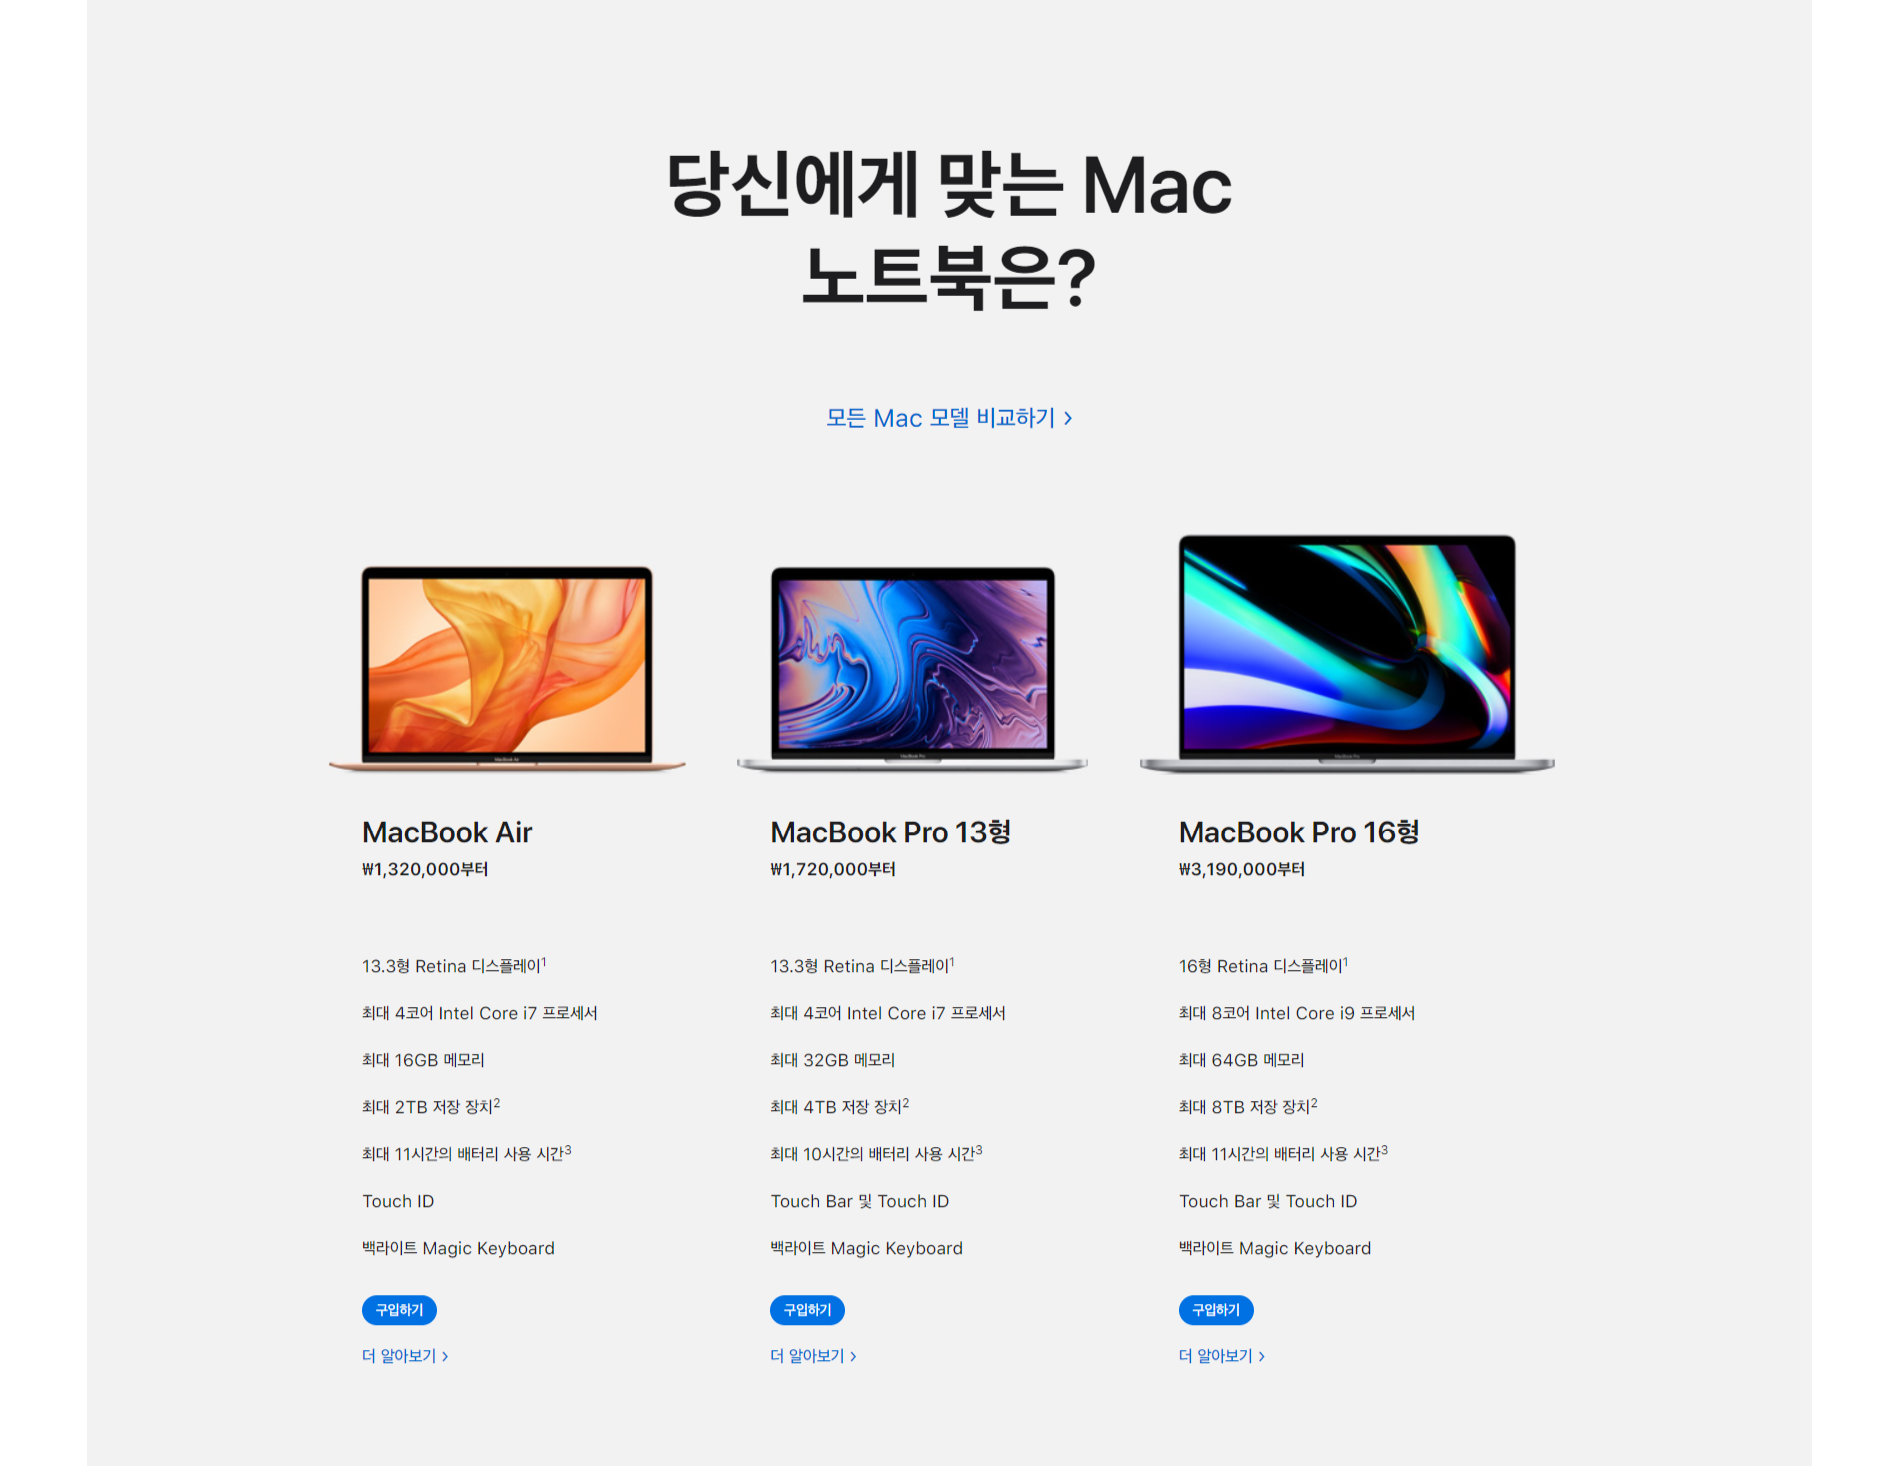 당신에게 맞는 Mac
노트북은?
모든 Mac 모델 비교하기 >
MacBook Air
₩1,320,000부터
13.3형 Retina 디스플레이1
최대 4코어 Intel Core i7 프로세서
최대 16GB 메모리
최대 2TB 저장 장치2
최대 11시간의 배터리 사용 시간3
Touch ID
백라이트 Magic Keyboard
구입하기
더 알아보기 >
MacBook Pro 13형
₩1,720,000부터
13.3형 Retina 디스플레이1
최대 4코어 Intel Core i7 프로세서
최대 32GB 메모리
최대 4TB 저장 장치2
최대 10시간의 배터리 사용 시간3
Touch Bar 및 Touch ID
백라이트 Magic Keyboard
구입하기
더 알아보기 >
MacBook Pro 16형
₩3,190,000부터
16형 Retina 디스플레이1
최대 8코어 Intel Core i9 프로세서
최대 64GB 메모리
최대 8TB 저장 장치2
최대 11시간의 배터리 사용 시간3
Touch Bar 및 Touch ID
백라이트 Magic Keyboard
구입하기
더 알아보기 >